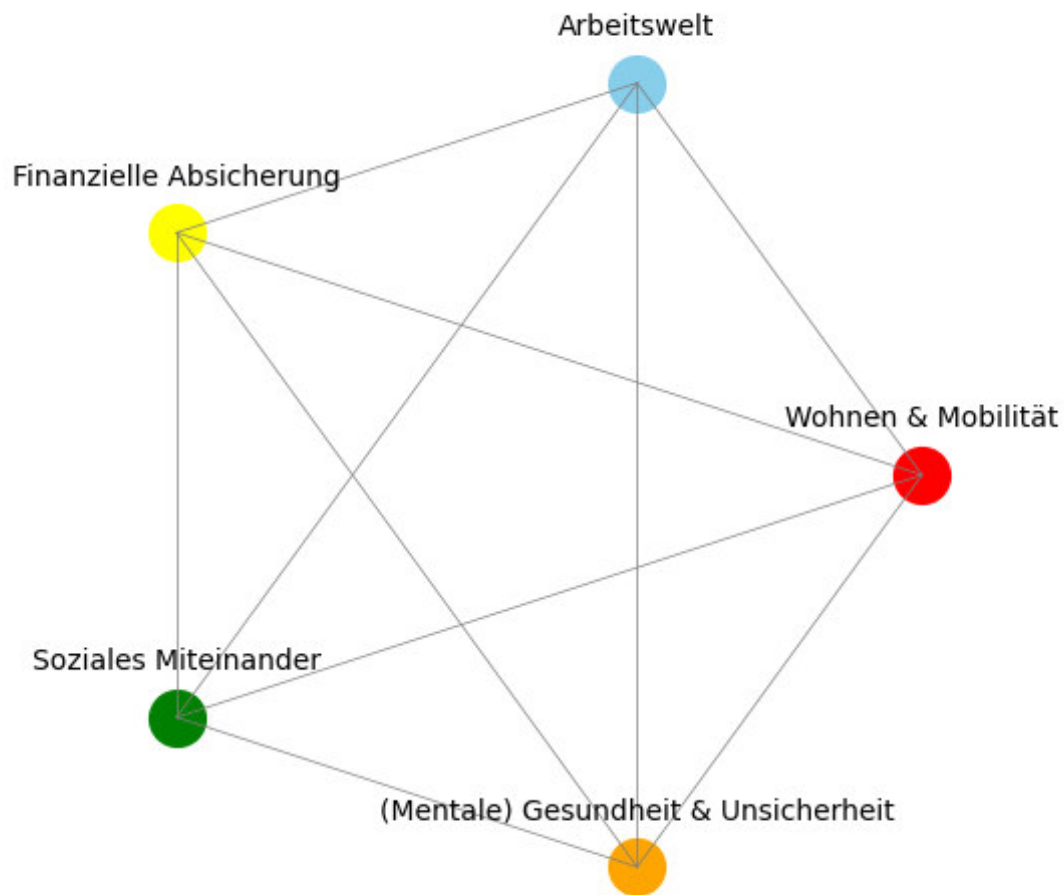 Arbeitswelt
Finanzielle Absicherung
Wohnen & Mobilität
Soziales Miteinander
(Mentale) Gesundheit & Unsicherheit